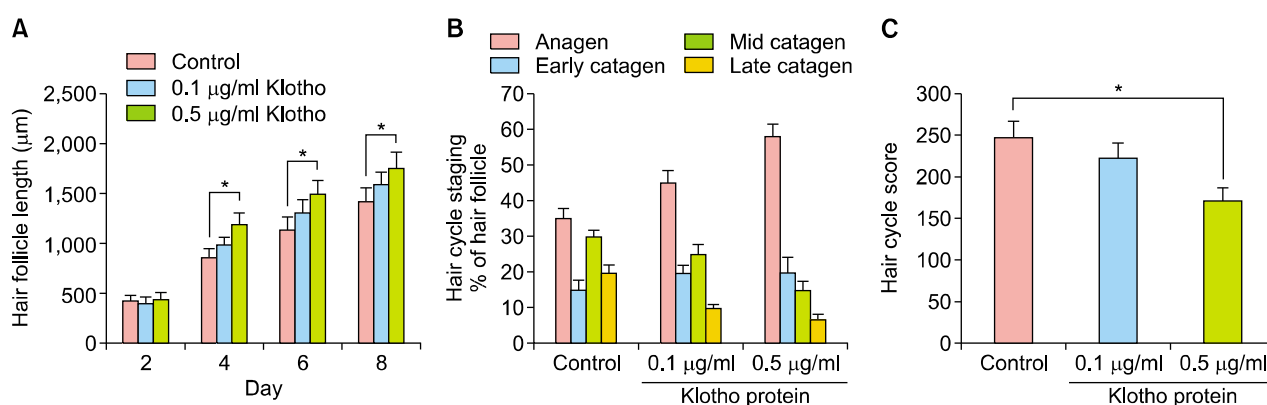 A
Control
0.1 μg/ml Klotho
0.5 μg/ml Klotho
Hair follicle length (μm)
2,500
2,000
1,500
1,000
500
0
*
*
*
2 4 6 8
Day
B
Anagen
Early catagen
Mid catagen
Late catagen
Hair cycle staging
% of hair follicle
70
60
50
40
30
20
10
0
Control 0.1 μg/ml 0.5 μg/ml
Klotho protein
C
Hair cycle score
300
250
200
150
100
50
0
*
Control 0.1 μg/ml 0.5 μg/ml
Klotho protein